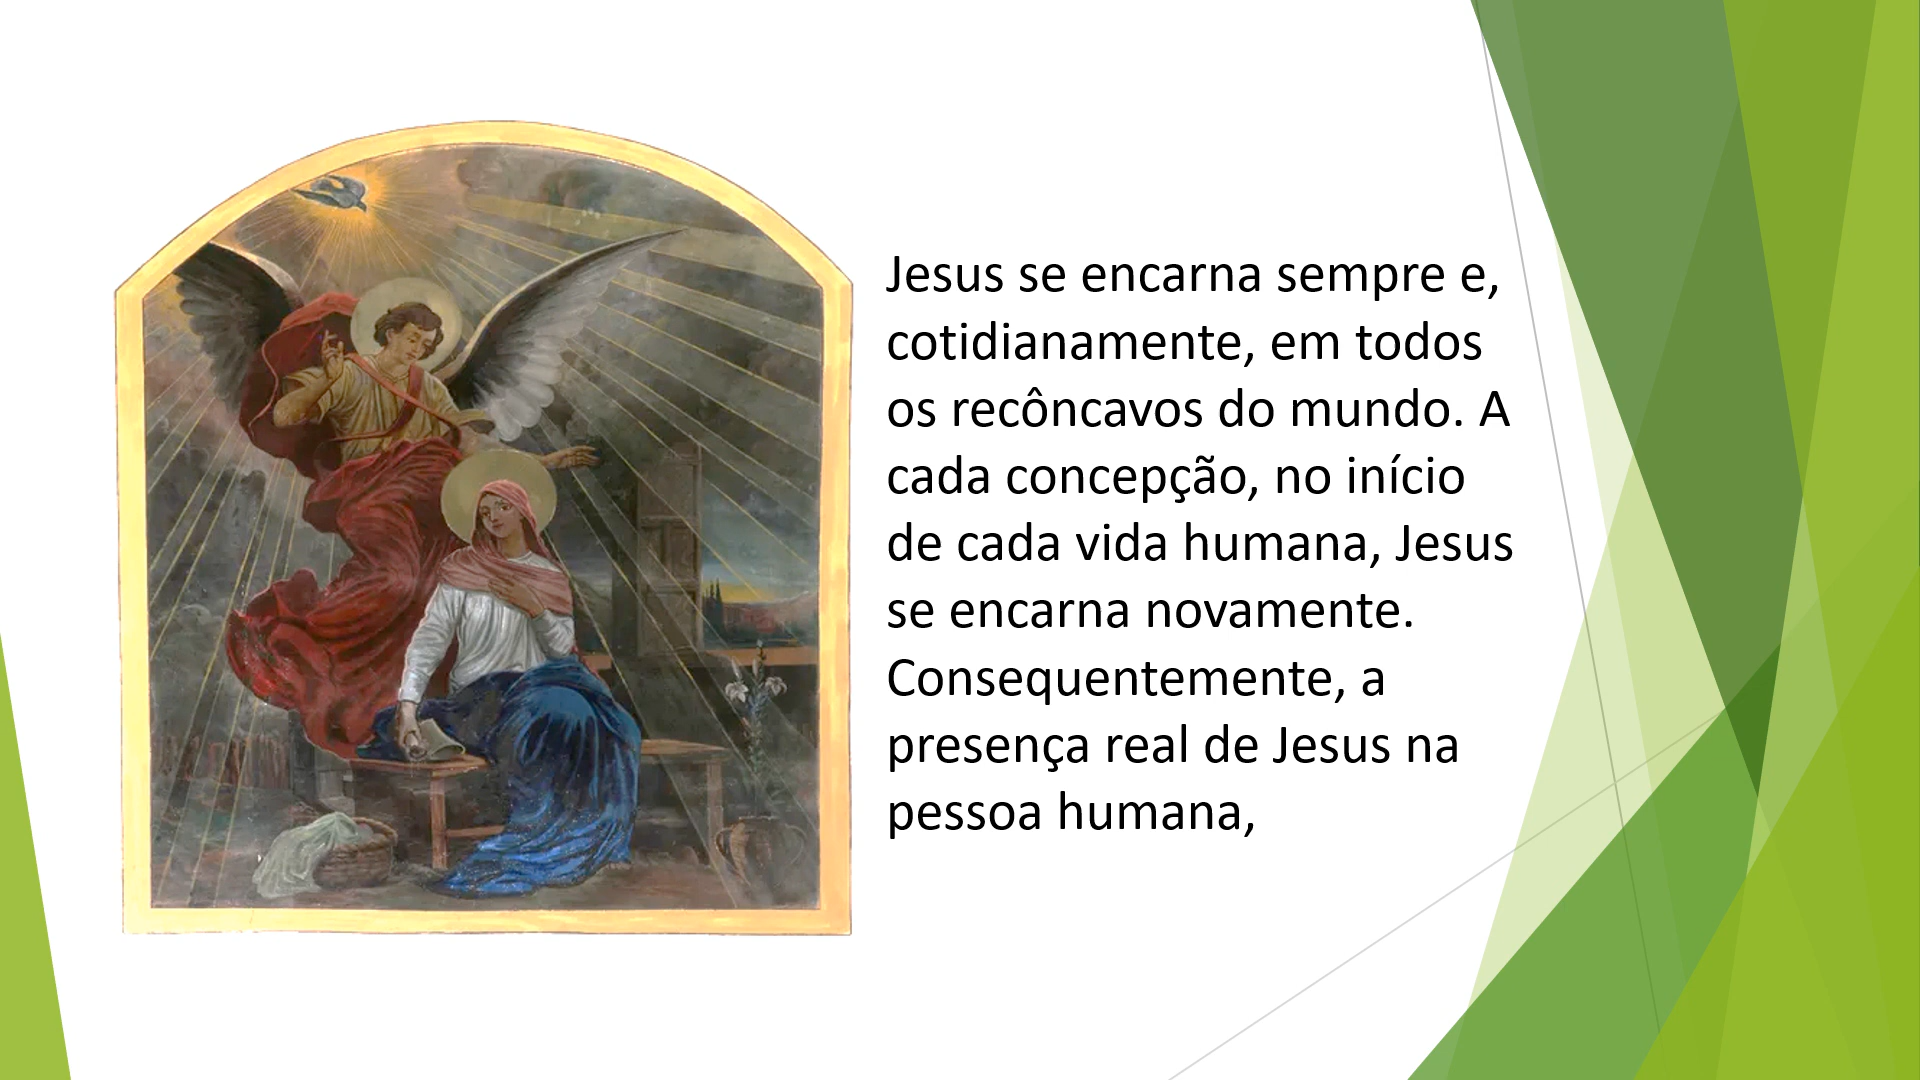 Jesus se encarna sempre e,
cotidianamente, em todos
os recôncavos do mundo. A
cada concepção, no início
de cada vida humana, Jesus
se encarna novamente.
Consequentemente, a
presença real de Jesus na
pessoa humana,